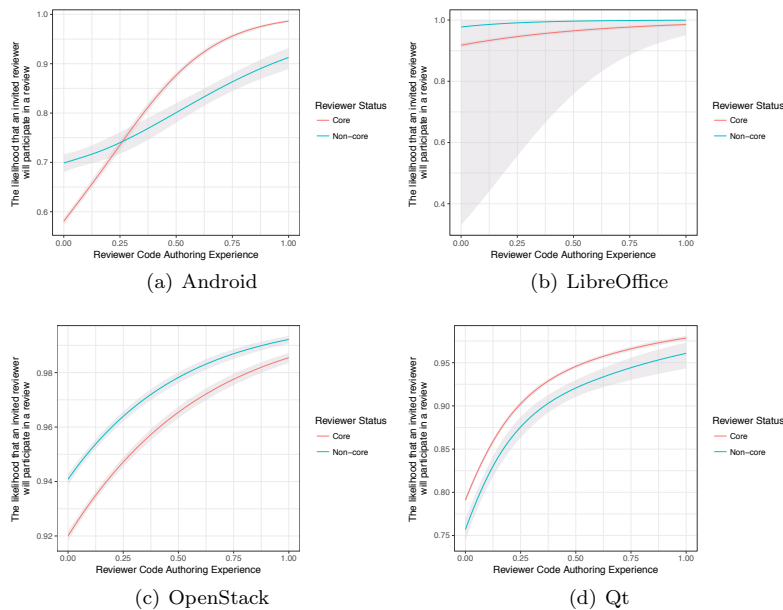 The likelihood that an invited reviewer
will participate in a review
1.0
0.9
0.8
0.7
0.6
0.00
0.25
0.50
0.75
1.00
Reviewer Code Authoring Experience
Reviewer Status
Core
Non−core
(a) Android
The likelihood that an invited reviewer
will participate in a review
1.0
0.8
0.6
0.4
0.00
0.25
0.50
0.75
1.00
Reviewer Code Authoring Experience
Reviewer Status
Core
Non−core
(b) LibreOffice
The likelihood that an invited reviewer
will participate in a review
0.98
0.96
0.94
0.92
0.00
0.25
0.50
0.75
1.00
Reviewer Code Authoring Experience
Reviewer Status
Core
Non−core
(c) OpenStack
The likelihood that an invited reviewer
will participate in a review
0.95
0.90
0.85
0.80
0.75
0.00
0.25
0.50
0.75
1.00
Reviewer Code Authoring Experience
Reviewer Status
Core
Non−core
(d) Qt